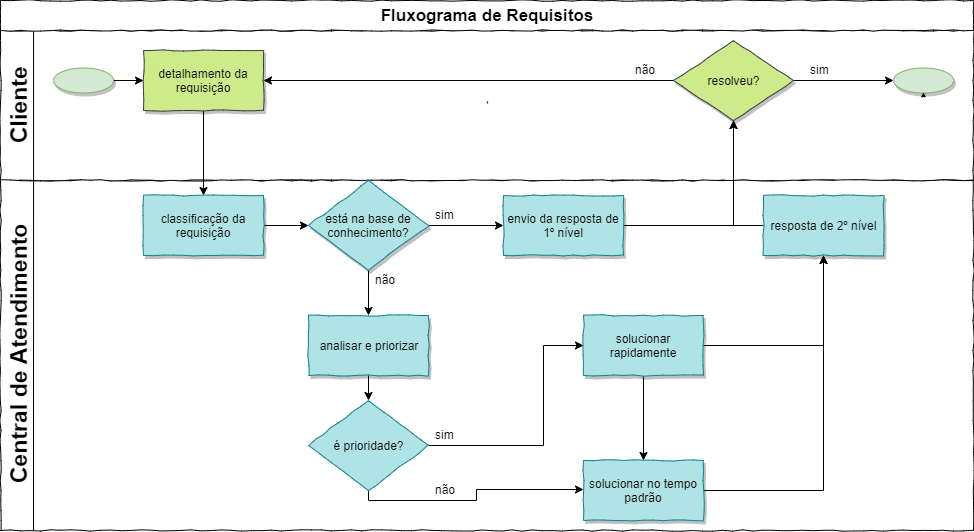 Fluxograma de Requisitos
Cliente
detalhamento da
requisição
não
resolveu?
sim
Central de Atendimento
classificação da
requisição
está na base de
conhecimento?
sim
envio da resposta de
1º nível
resposta de 2º nível
não
analisar e priorizar
solucionar
rapidamente
é prioridade?
sim
não
solucionar no tempo
padrão